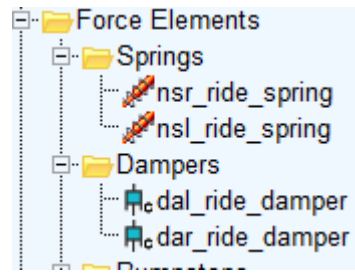 Force Elements
Springs
nsr_ride_spring
nsl_ride_spring
Dampers
dal_ride_damper
dar_ride_damper